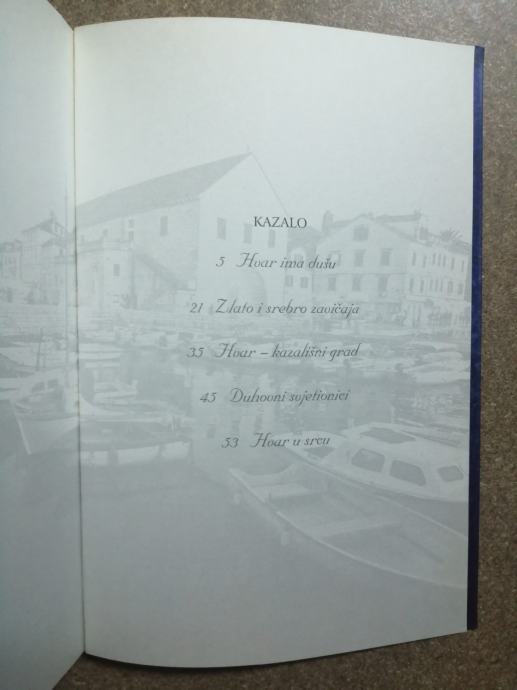 KAZALO
5 Hvar ima dušu
21 Zlato i srebro zavičaja
35 Hvar – kazališni grad
45 Duhovni svjetionici
53 Hvar u srcu